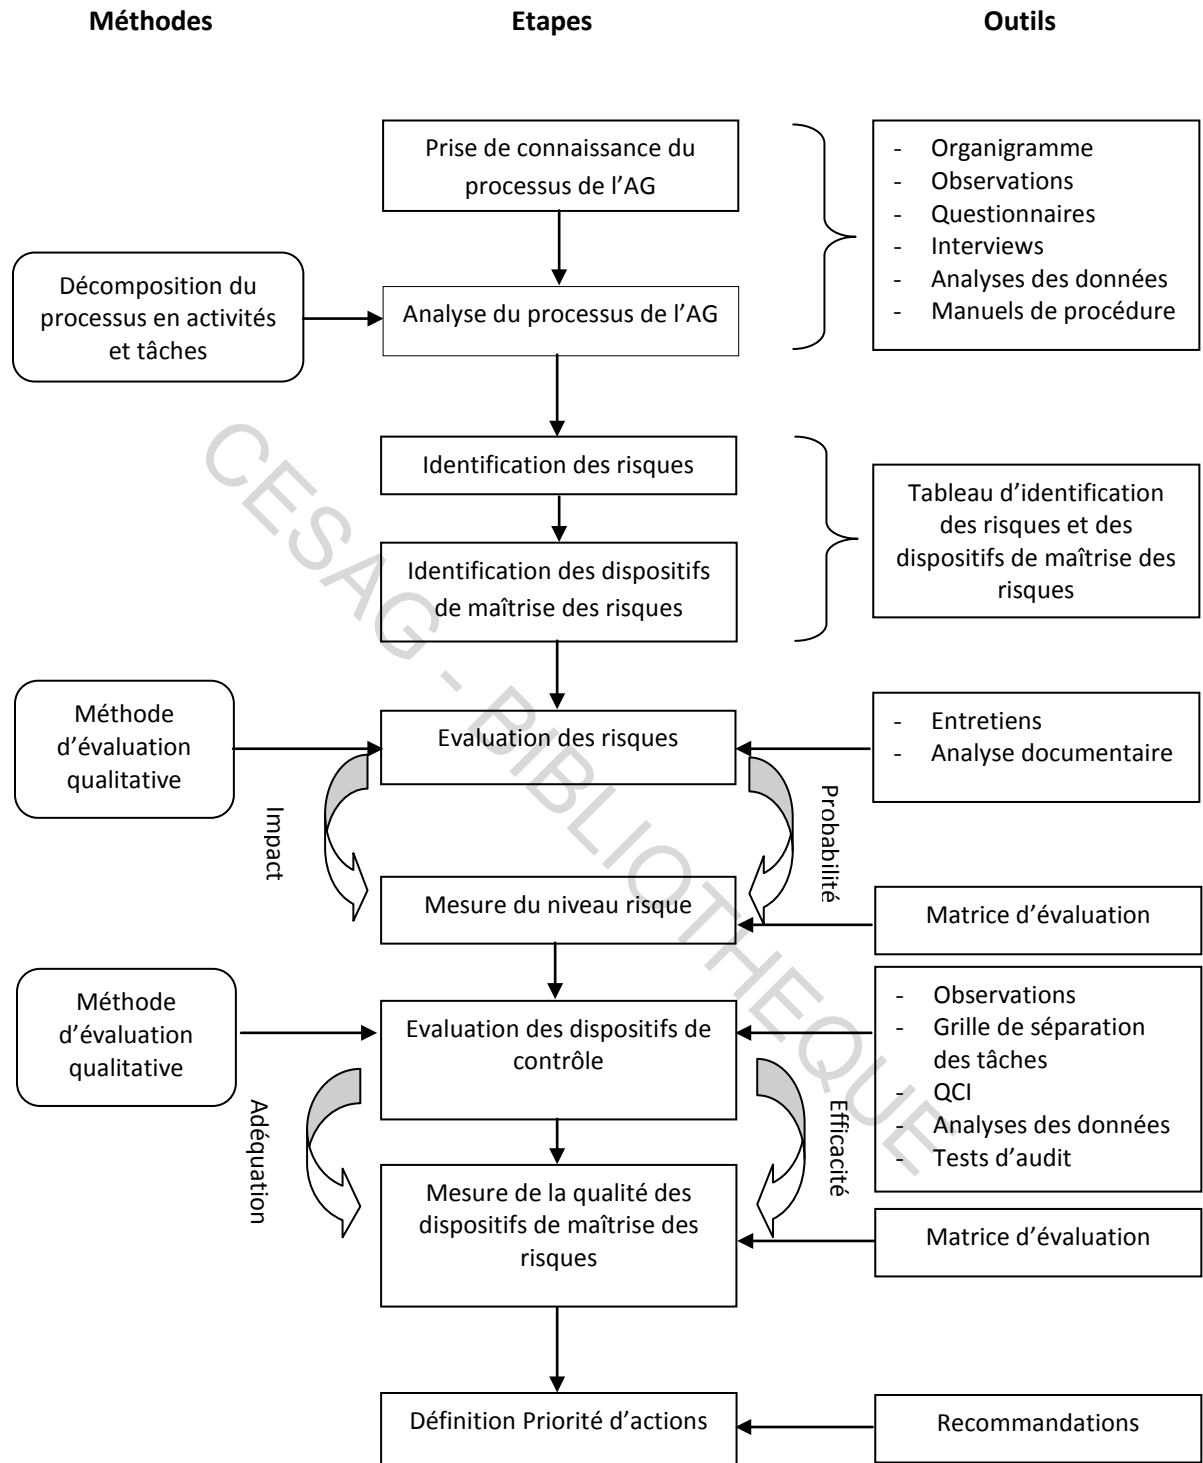 Méthodes
Etapes
Outils
Prise de connaissance du
processus de l’AG
- Organigramme
- Observations
- Questionnaires
- Interviews
- Analyses des données
- Manuels de procédure
Décomposition du
processus en activités
et tâches
Analyse du processus de l’AG
Identification des risques
Identification des dispositifs
de maîtrise des risques
Tableau d’identification
des risques et des
dispositifs de maîtrise des
risques
Méthode
d’évaluation
qualitative
Evaluation des risques
- Entretiens
- Analyse documentaire
Impact
Probabilité
Mesure du niveau risque
Matrice d’évaluation
Méthode
d’évaluation
qualitative
Evaluation des dispositifs de
contrôle
- Observations
- Grille de séparation
des tâches
- QCI
- Analyses des données
- Tests d’audit
Adéquation
Efficacité
Mesure de la qualité des
dispositifs de maîtrise des
risques
Matrice d’évaluation
Définition Priorité d’actions
Recommandations
CESAG - BIBLIOTHEQUE